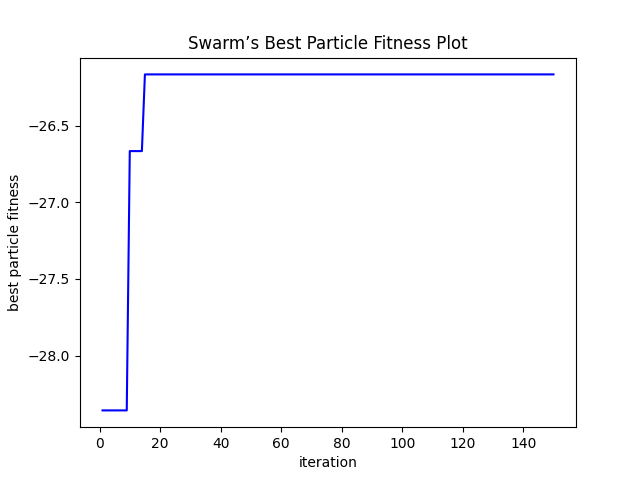 Swarm’s Best Particle Fitness Plot
best particle fitness
−26.5
−27.0
−27.5
−28.0
0 20 40 60 80 100 120 140
iteration